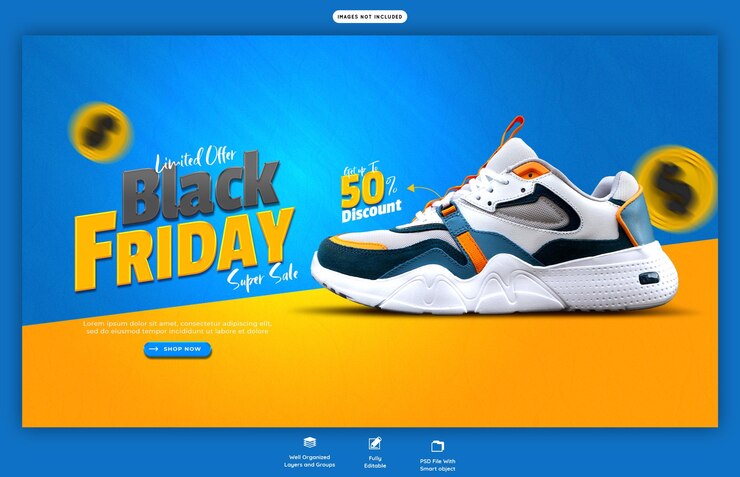 IMAGES NOT INCLUDED
Limited Offer
Black
FRIDAY
Super Sale
Get up To
50%
Discount
Lorem ipsum dolor sit amet, consectetur adipiscing elit,
sed do eiusmod tempor incididunt ut labore et dolore
SHOP NOW
Well Organized
Layers and Groups
Fully
Editable
PSD File With
Smart object